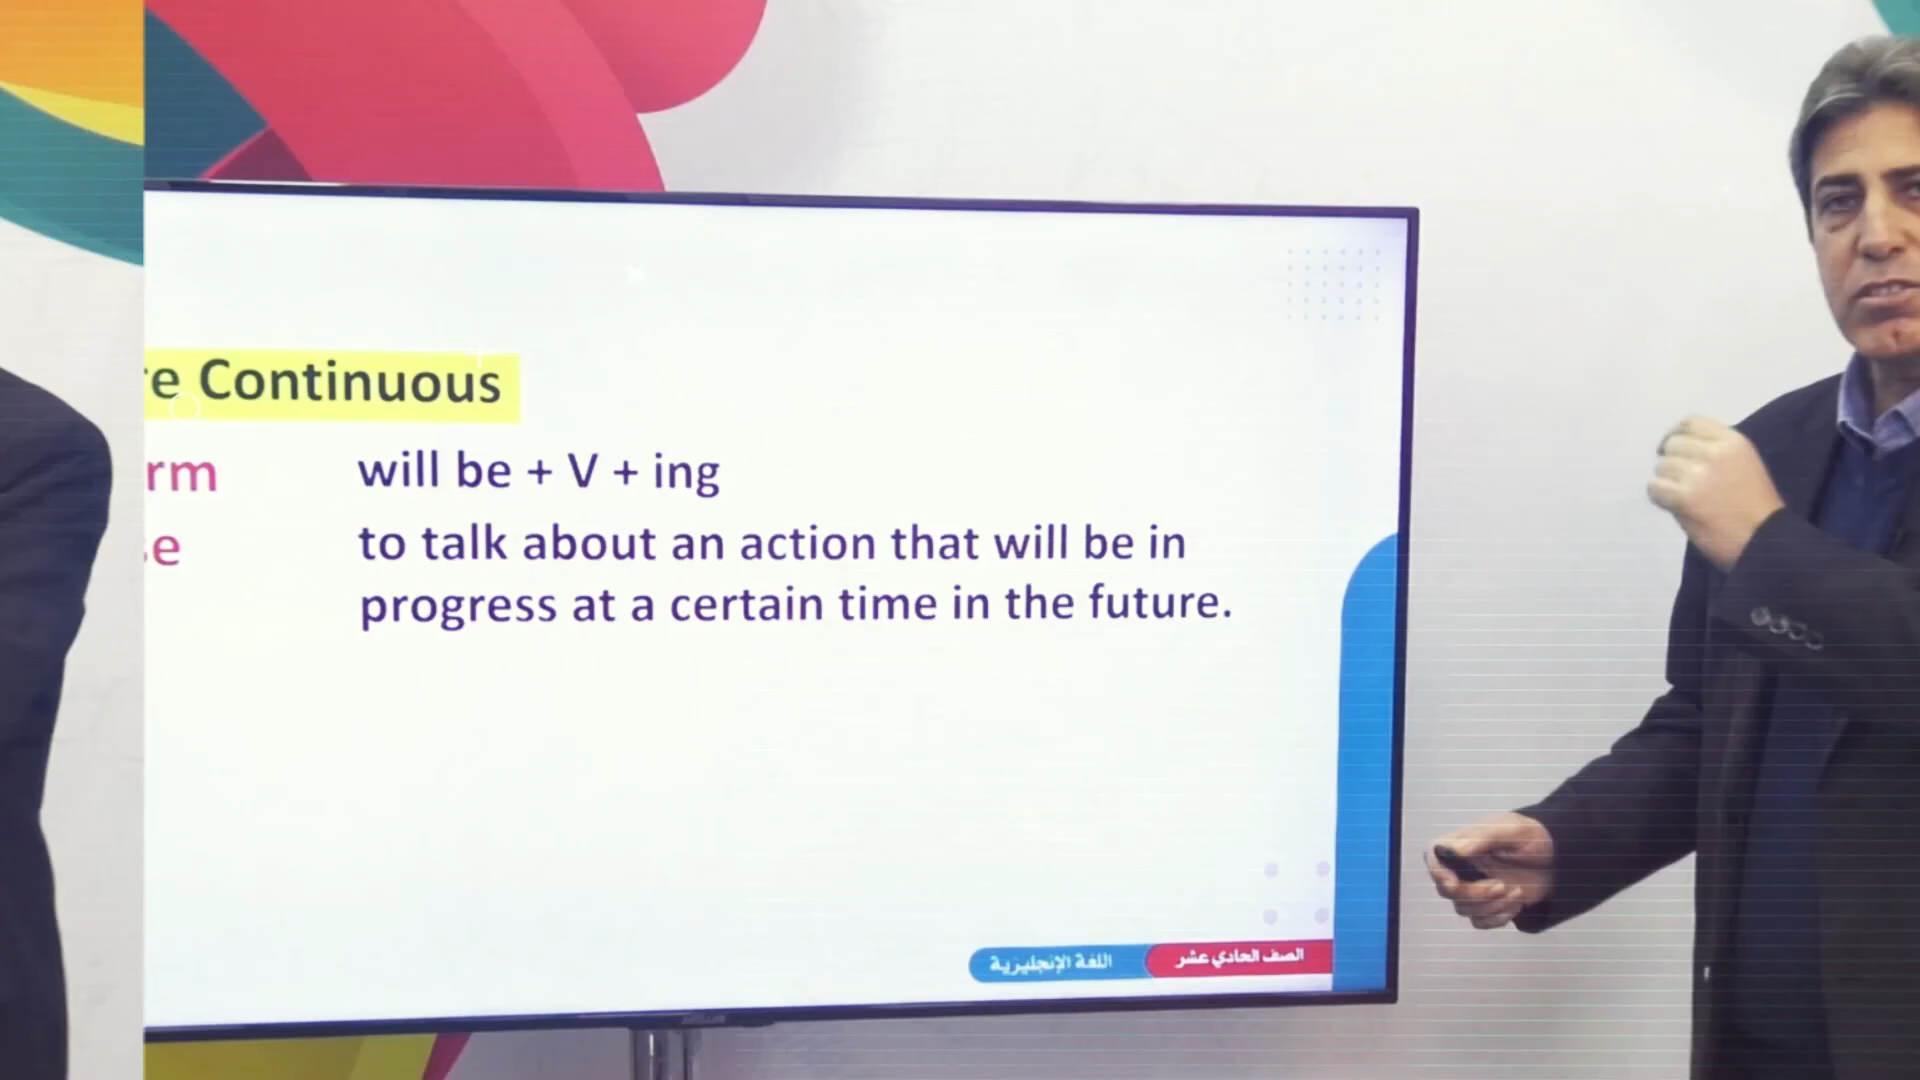 re Continuous
rm will be + V + ing
se to talk about an action that will be in
progress at a certain time in the future.
الصف الحادي عشر
اللغة الإنجليزية